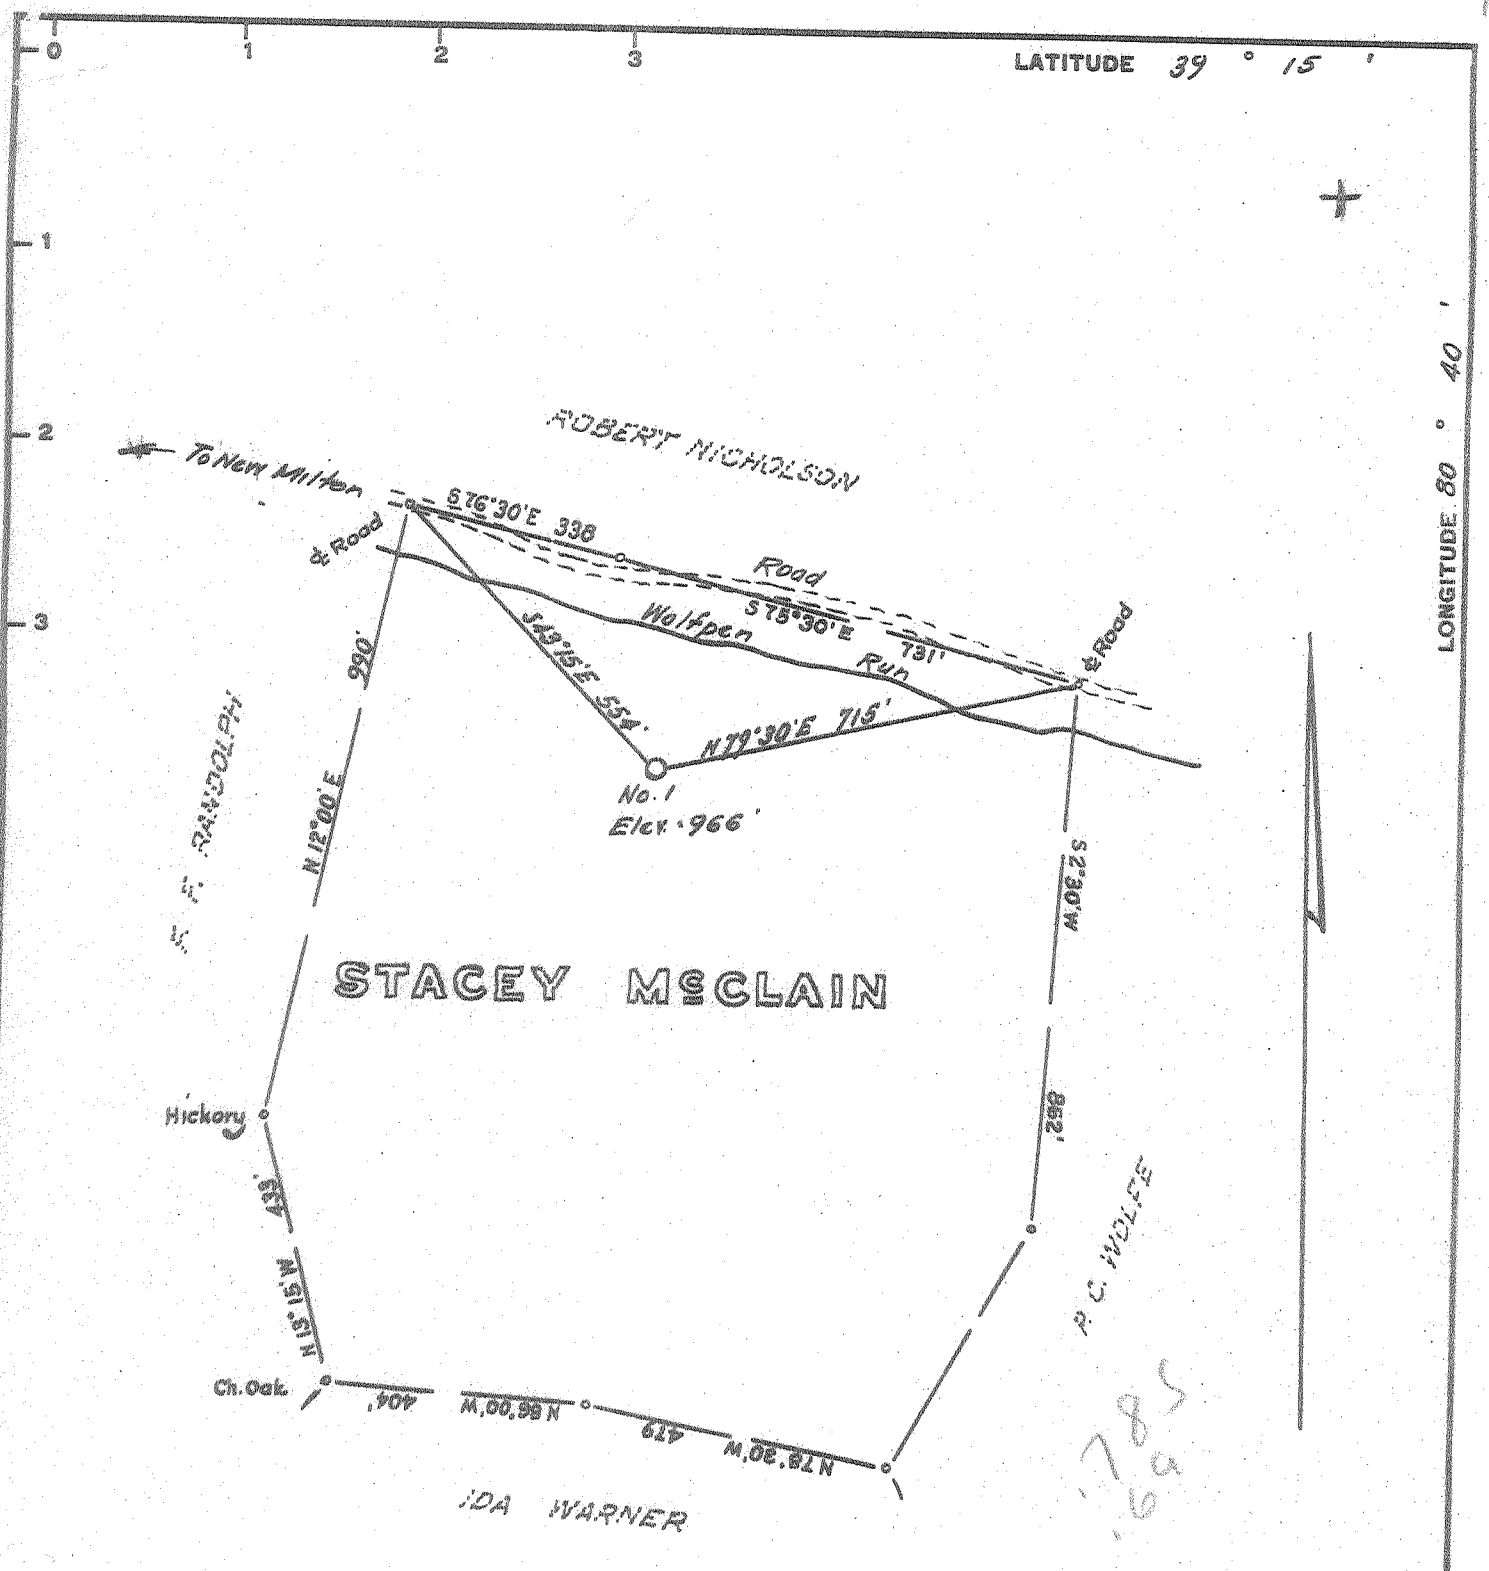 0 1 2 3
LATITUDE 39 ° 15 '
1
2
3
LONGITUDE 80 ° 40 '
ROBERT NICHOLSON
To New Milton
℄ Road
S 76°30'E 338
Road
S 75°30'E
731'
℄ Road
Wolfpen
Run
S43°15'E 554'
N 79°30'E 715'
No. 1
Elev. 966'
990'
N 12°00' E
RANDOLPH
S 2°30'W
862'
STACEY McCLAIN
Hickory
433'
N 13°15' W
Ch. Oak
404'
N 86°00' W
479
N 78°30' W
P. C. WOLFE
IDA WARNER